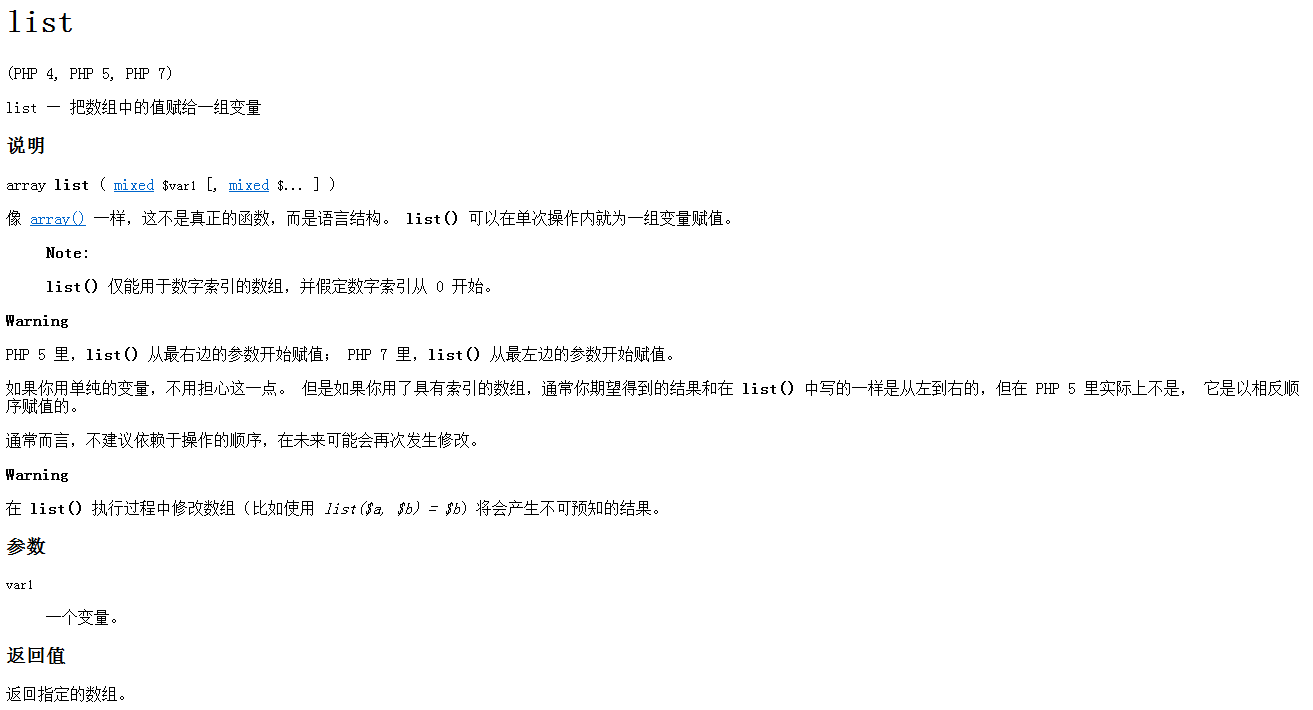 list
(PHP 4, PHP 5, PHP 7)
list — 把数组中的值赋给一组变量
说明
array list ( mixed $var1 [, mixed $... ] )
像 array() 一样，这不是真正的函数，而是语言结构。 list() 可以在单次操作内就为一组变量赋值。
Note:
list() 仅能用于数字索引的数组，并假定数字索引从 0 开始。
Warning
PHP 5 里，list() 从最右边的参数开始赋值； PHP 7 里，list() 从最左边的参数开始赋值。
如果你用单纯的变量，不用担心这一点。 但是如果你用了具有索引的数组，通常你期望得到的结果和在 list() 中写的一样是从左到右的，但在 PHP 5 里实际上不是， 它是以相反顺
序赋值的。
通常而言，不建议依赖于操作的顺序，在未来可能会再次发生修改。
Warning
在 list() 执行过程中修改数组（比如使用 list($a, $b) = $b）将会产生不可预知的结果。
参数
var1
一个变量。
返回值
返回指定的数组。